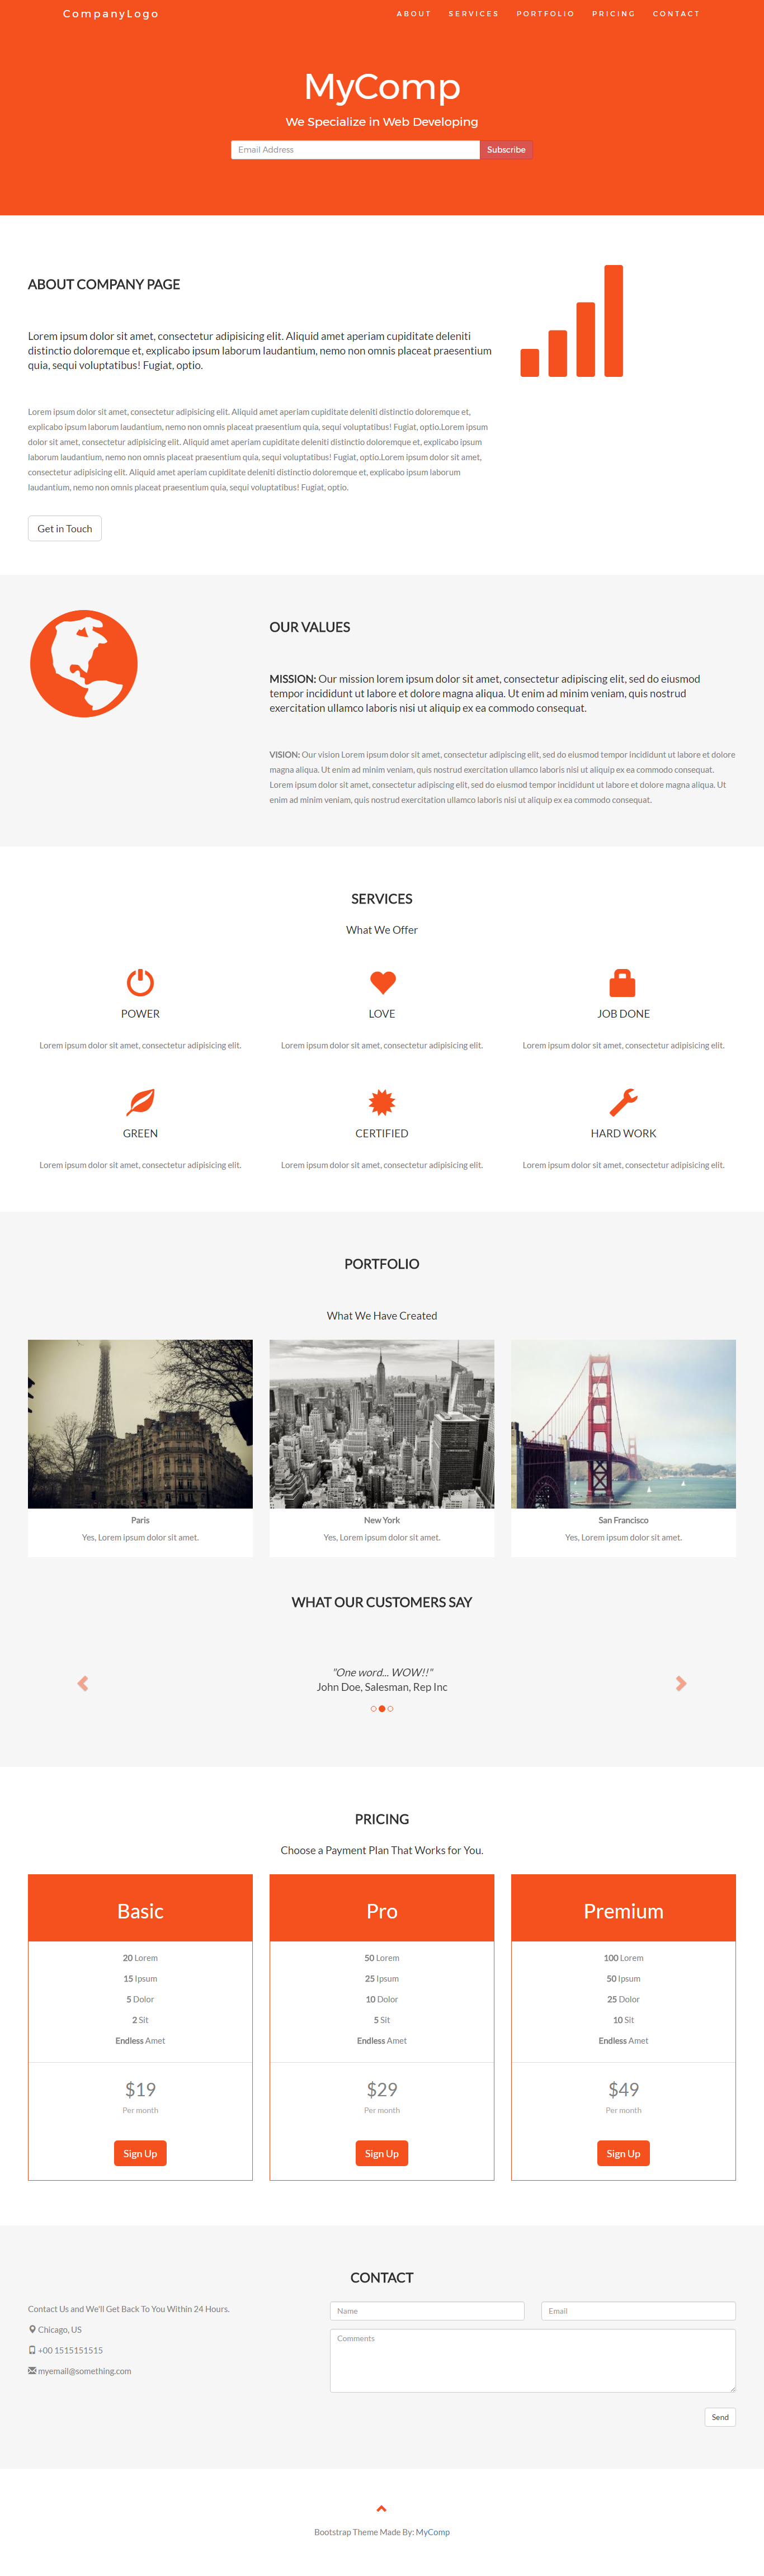 CompanyLogo
ABOUT SERVICES PORTFOLIO PRICING CONTACT
MyComp
We Specialize in Web Developing
Email Address Subscribe
ABOUT COMPANY PAGE
Lorem ipsum dolor sit amet, consectetur adipisicing elit. Aliquid amet aperiam cupiditate deleniti
distinctio doloremque et, explicabo ipsum laborum laudantium, nemo non omnis placeat praesentium
quia, sequi voluptatibus! Fugiat, optio.
Lorem ipsum dolor sit amet, consectetur adipisicing elit. Aliquid amet aperiam cupiditate deleniti distinctio doloremque et,
explicabo ipsum laborum laudantium, nemo non omnis placeat praesentium quia, sequi voluptatibus! Fugiat, optio.Lorem ipsum
dolor sit amet, consectetur adipisicing elit. Aliquid amet aperiam cupiditate deleniti distinctio doloremque et, explicabo ipsum
laborum laudantium, nemo non omnis placeat praesentium quia, sequi voluptatibus! Fugiat, optio.Lorem ipsum dolor sit amet,
consectetur adipisicing elit. Aliquid amet aperiam cupiditate deleniti distinctio doloremque et, explicabo ipsum laborum
laudantium, nemo non omnis placeat praesentium quia, sequi voluptatibus! Fugiat, optio.
Get in Touch
OUR VALUES
MISSION: Our mission lorem ipsum dolor sit amet, consectetur adipiscing elit, sed do eiusmod
tempor incididunt ut labore et dolore magna aliqua. Ut enim ad minim veniam, quis nostrud
exercitation ullamco laboris nisi ut aliquip ex ea commodo consequat.
VISION: Our vision Lorem ipsum dolor sit amet, consectetur adipiscing elit, sed do eiusmod tempor incididunt ut labore et dolore
magna aliqua. Ut enim ad minim veniam, quis nostrud exercitation ullamco laboris nisi ut aliquip ex ea commodo consequat.
Lorem ipsum dolor sit amet, consectetur adipiscing elit, sed do eiusmod tempor incididunt ut labore et dolore magna aliqua. Ut
enim ad minim veniam, quis nostrud exercitation ullamco laboris nisi ut aliquip ex ea commodo consequat.
SERVICES
What We Offer
POWER
Lorem ipsum dolor sit amet, consectetur adipisicing elit.
LOVE
Lorem ipsum dolor sit amet, consectetur adipisicing elit.
JOB DONE
Lorem ipsum dolor sit amet, consectetur adipisicing elit.
GREEN
Lorem ipsum dolor sit amet, consectetur adipisicing elit.
CERTIFIED
Lorem ipsum dolor sit amet, consectetur adipisicing elit.
HARD WORK
Lorem ipsum dolor sit amet, consectetur adipisicing elit.
PORTFOLIO
What We Have Created
Paris
Yes, Lorem ipsum dolor sit amet.
New York
Yes, Lorem ipsum dolor sit amet.
San Francisco
Yes, Lorem ipsum dolor sit amet.
WHAT OUR CUSTOMERS SAY
"One word... WOW!!"
John Doe, Salesman, Rep Inc
PRICING
Choose a Payment Plan That Works for You.
Basic
20 Lorem
15 Ipsum
5 Dolor
2 Sit
Endless Amet
$19
Per month
Sign Up
Pro
50 Lorem
25 Ipsum
10 Dolor
5 Sit
Endless Amet
$29
Per month
Sign Up
Premium
100 Lorem
50 Ipsum
25 Dolor
10 Sit
Endless Amet
$49
Per month
Sign Up
CONTACT
Contact Us and We'll Get Back To You Within 24 Hours.
Chicago, US
+00 1515151515
myemail@something.com
Name
Email
Comments
Send
Bootstrap Theme Made By: MyComp